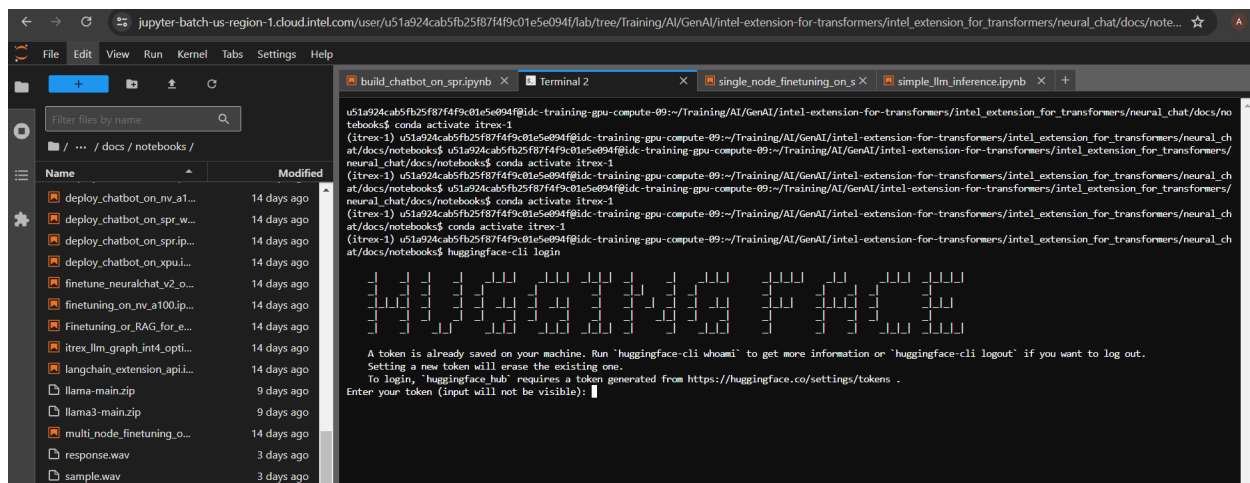 jupyter-batch-us-region-1.cloud.intel.com/user/u51a924cab5fb25f87f4f9c01e5e094f/lab/tree/Training/AI/GenAI/intel-extension-for-transformers/intel_extension_for_transformers/neural_chat/docs/note...
A
File Edit View Run Kernel Tabs Settings Help
Filter files by name
/ ··· / docs / notebooks /
Name Modified
deploy_chatbot_on_nv_a1... 14 days ago
deploy_chatbot_on_spr_w... 14 days ago
deploy_chatbot_on_spr.ip... 14 days ago
deploy_chatbot_on_xpu.i... 14 days ago
finetune_neuralchat_v2_o... 14 days ago
finetuning_on_nv_a100.ip... 14 days ago
Finetuning_or_RAG_for_e... 14 days ago
itrex_llm_graph_int4_opti... 14 days ago
langchain_extension_api.i... 14 days ago
llama-main.zip 9 days ago
llama3-main.zip 9 days ago
multi_node_finetuning_o... 14 days ago
response.wav 3 days ago
sample.wav 3 days ago
build_chatbot_on_spr.ipynb Terminal 2 single_node_finetuning_on_s simple_llm_inference.ipynb
u51a924cab5fb25f87f4f9c01e5e094f@idc-training-gpu-compute-09:~/Training/AI/GenAI/intel-extension-for-transformers/intel_extension_for_transformers/neural_chat/docs/no
tebooks$ conda activate itrex-1
(itrex-1) u51a924cab5fb25f87f4f9c01e5e094f@idc-training-gpu-compute-09:~/Training/AI/GenAI/intel-extension-for-transformers/intel_extension_for_transformers/neural_ch
at/docs/notebooks$ u51a924cab5fb25f87f4f9c01e5e094f@idc-training-gpu-compute-09:~/Training/AI/GenAI/intel-extension-for-transformers/intel_extension_for_transformers/
neural_chat/docs/notebooks$ conda activate itrex-1
(itrex-1) u51a924cab5fb25f87f4f9c01e5e094f@idc-training-gpu-compute-09:~/Training/AI/GenAI/intel-extension-for-transformers/intel_extension_for_transformers/neural_ch
at/docs/notebooks$ u51a924cab5fb25f87f4f9c01e5e094f@idc-training-gpu-compute-09:~/Training/AI/GenAI/intel-extension-for-transformers/intel_extension_for_transformers/
neural_chat/docs/notebooks$ conda activate itrex-1
(itrex-1) u51a924cab5fb25f87f4f9c01e5e094f@idc-training-gpu-compute-09:~/Training/AI/GenAI/intel-extension-for-transformers/intel_extension_for_transformers/neural_ch
at/docs/notebooks$ conda activate itrex-1
(itrex-1) u51a924cab5fb25f87f4f9c01e5e094f@idc-training-gpu-compute-09:~/Training/AI/GenAI/intel-extension-for-transformers/intel_extension_for_transformers/neural_ch
at/docs/notebooks$ huggingface-cli login
HUGGING FACE
A token is already saved on your machine. Run `huggingface-cli whoami` to get more information or `huggingface-cli logout` if you want to log out.
Setting a new token will erase the existing one.
To login, `huggingface_hub` requires a token generated from https://huggingface.co/settings/tokens .
Enter your token (input will not be visible):